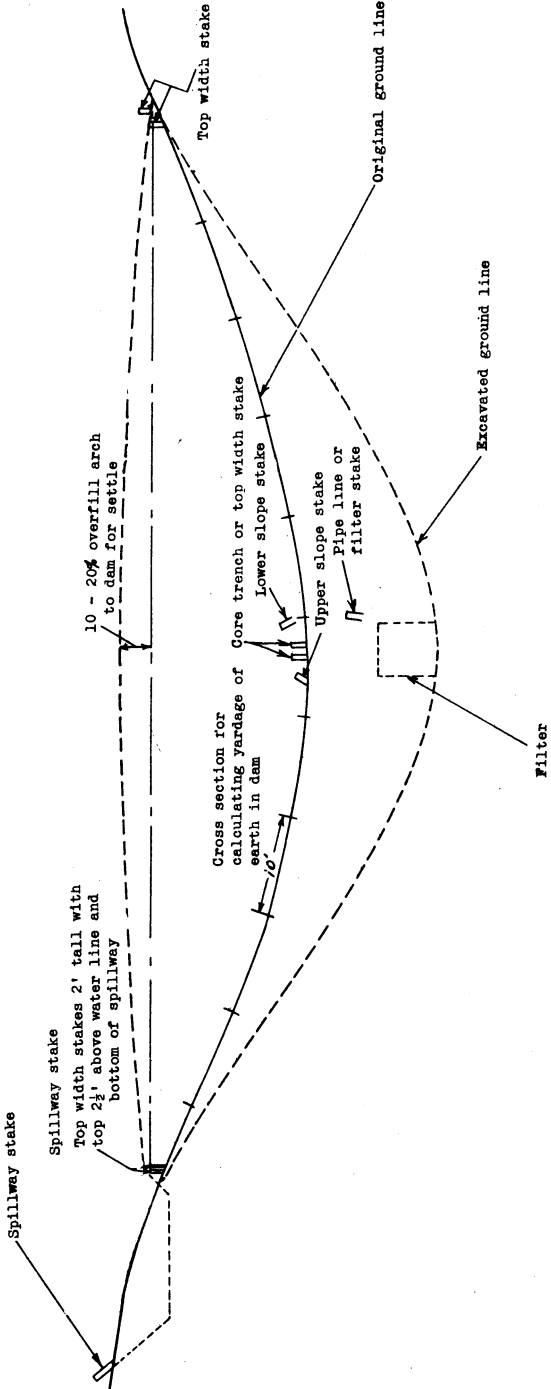 Spillway stake
Spillway stake
Top width stakes 2' tall with
top 2½' above water line and
bottom of spillway
10 - 20% overfill arch
to dam for settle
Top width stake
Cross section for
calculating yardage of
earth in dam
10'
Core trench or top width stake
Lower slope stake
Upper slope stake
Pipe line or
filter stake
Original ground line
Excavated ground line
Filter